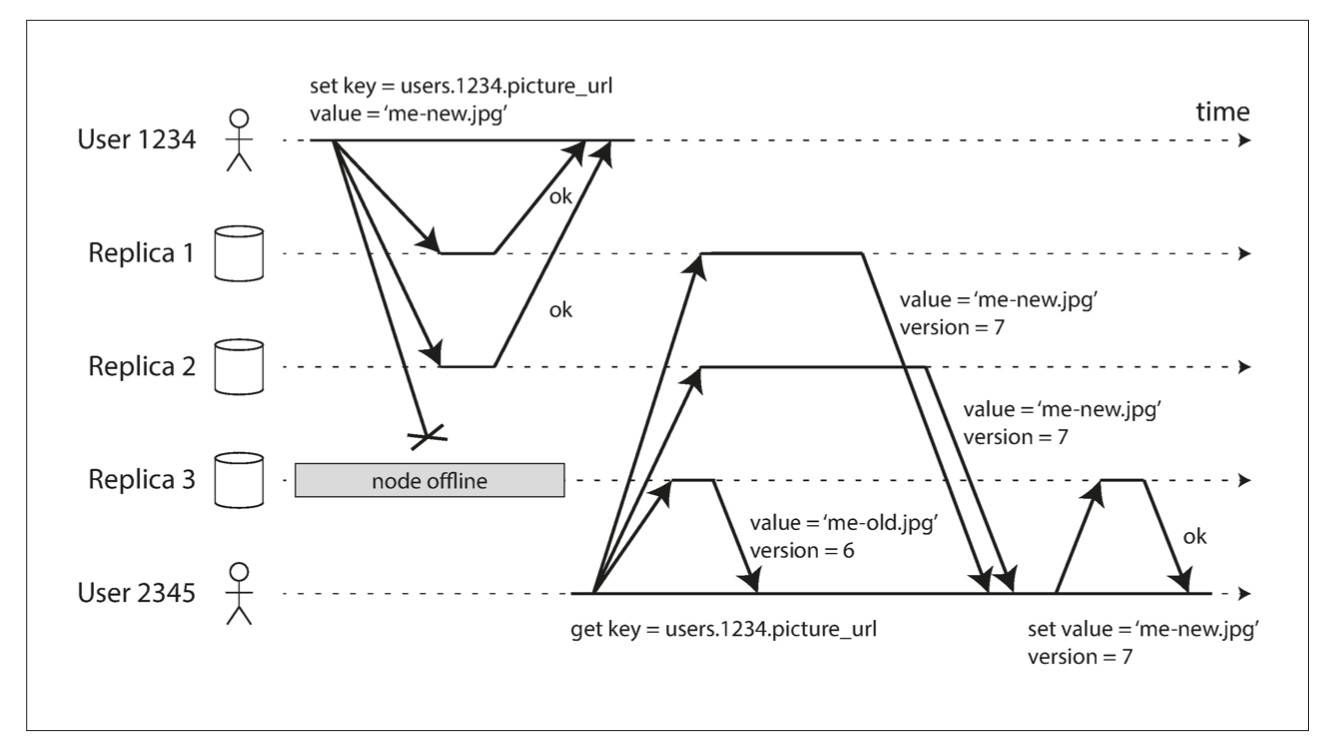 set key = users.1234.picture_url
value = ‘me-new.jpg’
time
User 1234
ok
Replica 1
value = ‘me-new.jpg’
version = 7
ok
Replica 2
value = ‘me-new.jpg’
version = 7
Replica 3
node offline
value = ‘me-old.jpg’
version = 6
ok
User 2345
get key = users.1234.picture_url
set value = ‘me-new.jpg’
version = 7